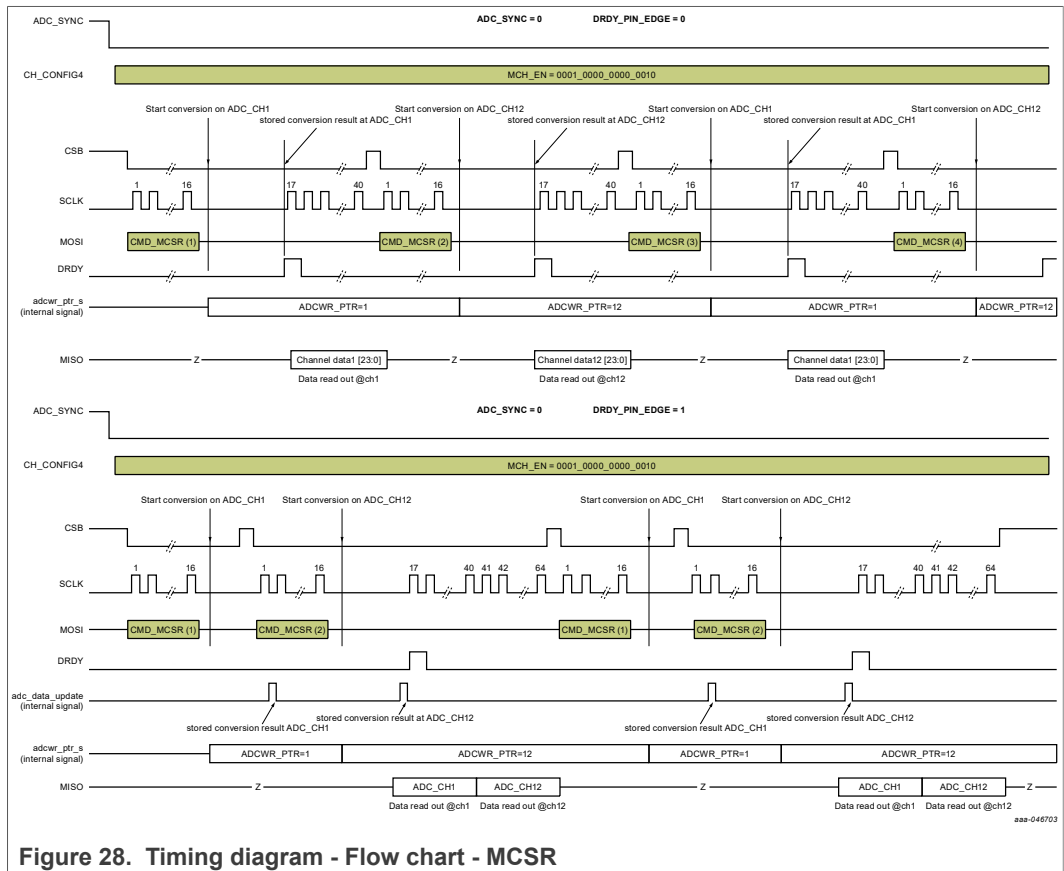 ADC_SYNC = 0 DRDY_PIN_EDGE = 0
ADC_SYNC
CH_CONFIG4
MCH_EN = 0001_0000_0000_0010
Start conversion on ADC_CH1 Start conversion on ADC_CH12 Start conversion on ADC_CH1 Start conversion on ADC_CH12
stored conversion result at ADC_CH1 stored conversion result at ADC_CH12 stored conversion result at ADC_CH1
CSB
1 16 17 40 1 16 17 40 1 16 17 40 1 16
SCLK
MOSI CMD_MCSR (1) CMD_MCSR (2) CMD_MCSR (3) CMD_MCSR (4)
DRDY
adcwr_ptr_s
(internal signal)
ADCWR_PTR=1 ADCWR_PTR=12 ADCWR_PTR=1 ADCWR_PTR=12
MISO Z Channel data1 [23:0] Z Channel data12 [23:0] Z Channel data1 [23:0] Z
Data read out @ch1 Data read out @ch12 Data read out @ch1
ADC_SYNC = 0 DRDY_PIN_EDGE = 1
ADC_SYNC
CH_CONFIG4
MCH_EN = 0001_0000_0000_0010
Start conversion on ADC_CH1 Start conversion on ADC_CH12 Start conversion on ADC_CH1 Start conversion on ADC_CH12
CSB
1 16 1 16 17 40 41 42 64 1 16 1 16 17 40 41 42 64
SCLK
MOSI CMD_MCSR (1) CMD_MCSR (2) CMD_MCSR (1) CMD_MCSR (2)
DRDY
adc_data_update
(internal signal)
stored conversion result at ADC_CH12 stored conversion result ADC_CH12
stored conversion result ADC_CH1 stored conversion result ADC_CH1
adcwr_ptr_s
(internal signal)
ADCWR_PTR=1 ADCWR_PTR=12 ADCWR_PTR=1 ADCWR_PTR=12
MISO Z ADC_CH1 ADC_CH12 Z ADC_CH1 ADC_CH12 Z
Data read out @ch1 Data read out @ch12 Data read out @ch1 Data read out @ch12
aaa-046703
Figure 28. Timing diagram - Flow chart - MCSR